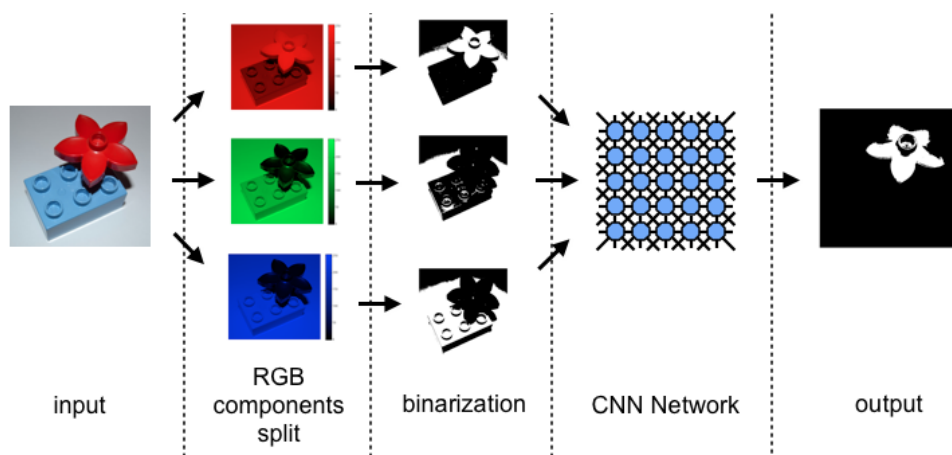 input
RGB
components
split
binarization
CNN Network
output